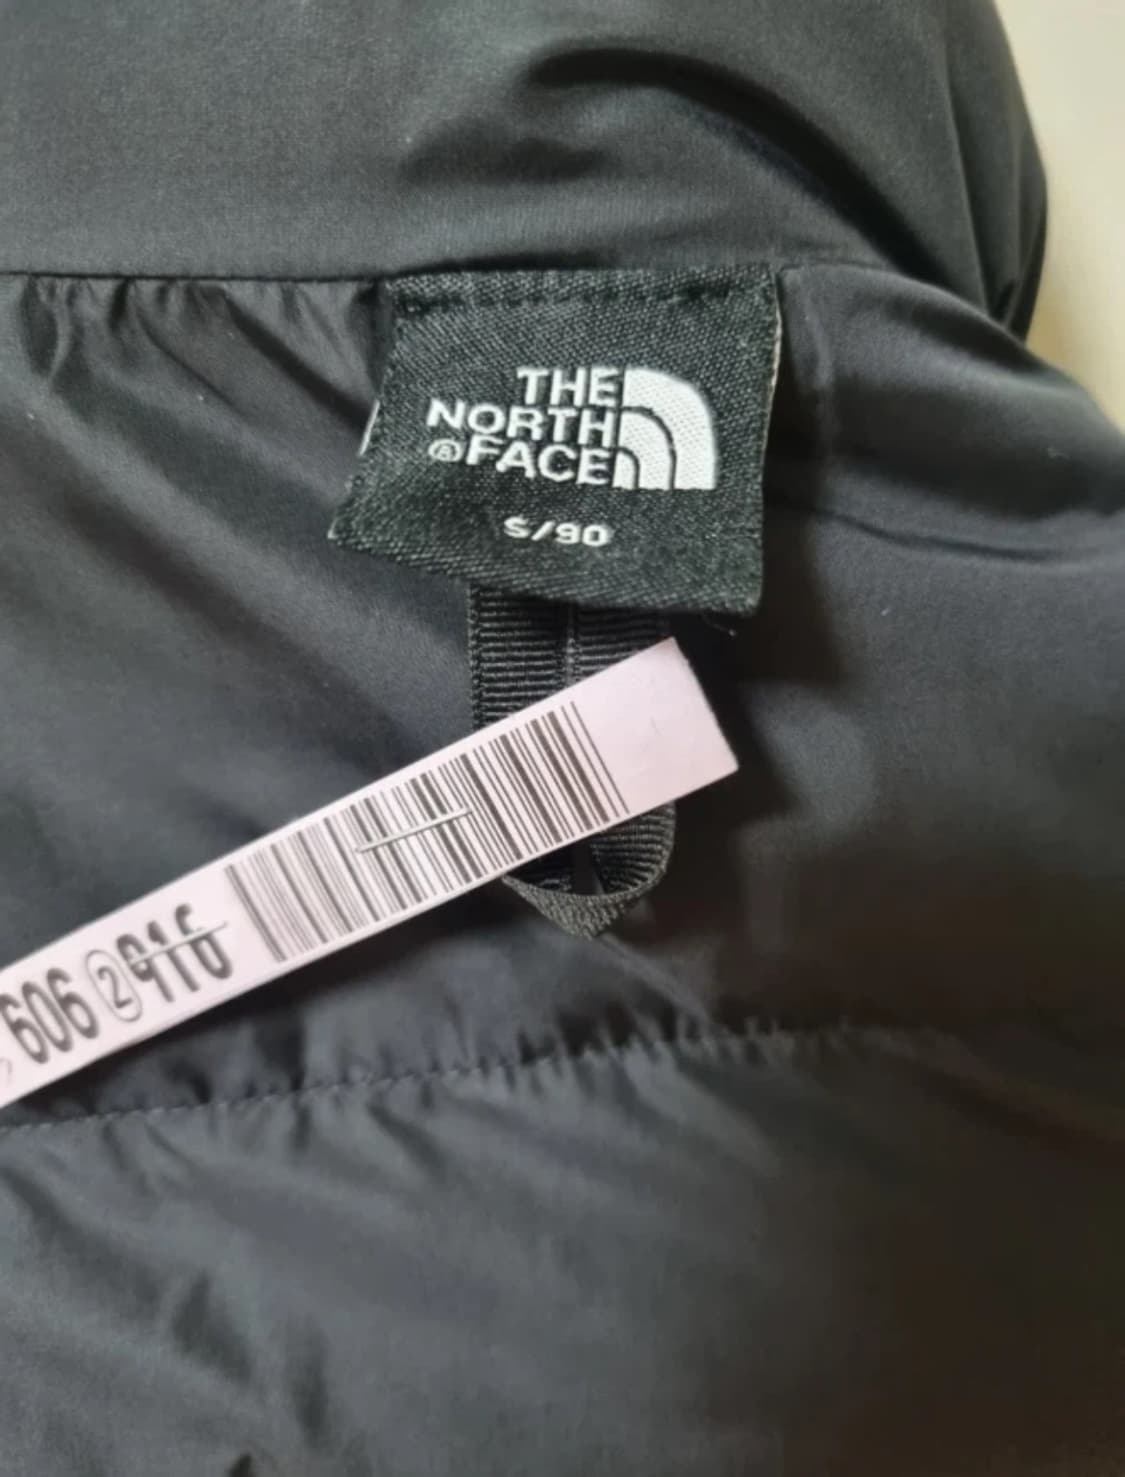 THE
NORTH
®FACE
S/90
606 2 916